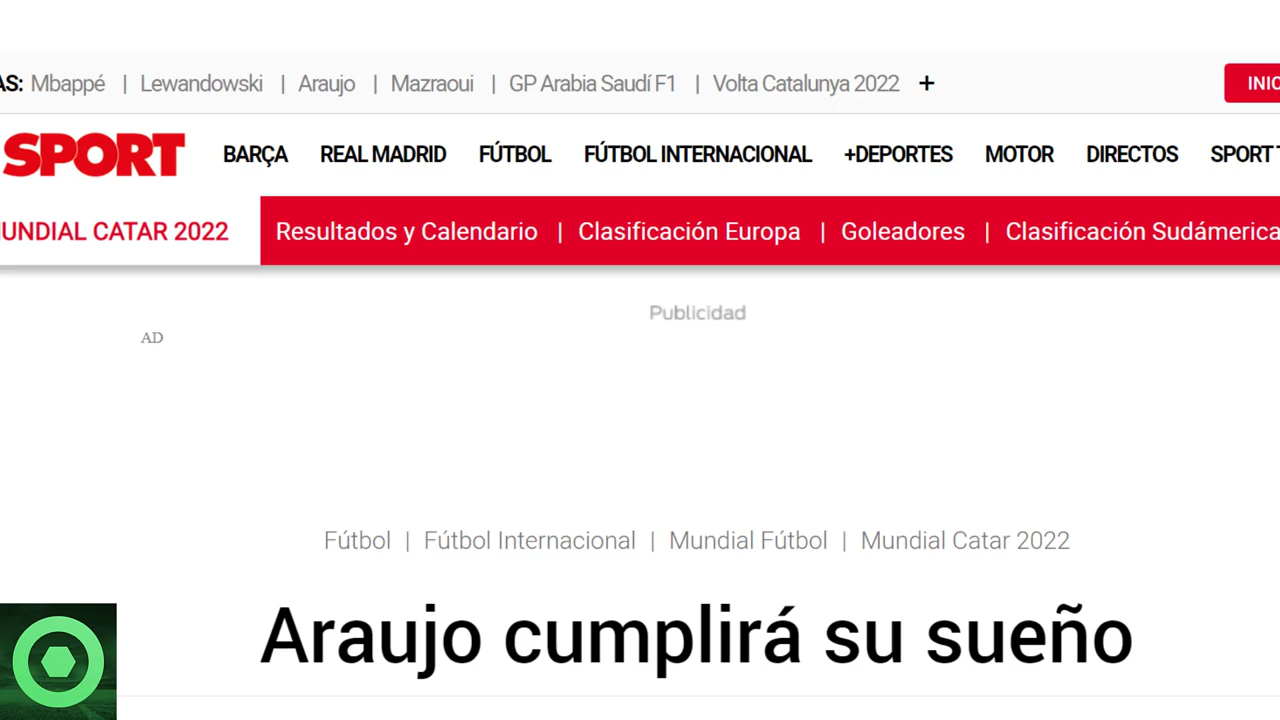 AS: Mbappé | Lewandowski | Araujo | Mazraoui | GP Arabia Saudí F1 | Volta Catalunya 2022 + INIC
SPORT BARÇA REAL MADRID FÚTBOL FÚTBOL INTERNACIONAL +DEPORTES MOTOR DIRECTOS SPORT T
UNDIAL CATAR 2022 Resultados y Calendario | Clasificación Europa | Goleadores | Clasificación Sudámerica
Publicidad
AD
Fútbol | Fútbol Internacional | Mundial Fútbol | Mundial Catar 2022
Araujo cumplirá su sueño